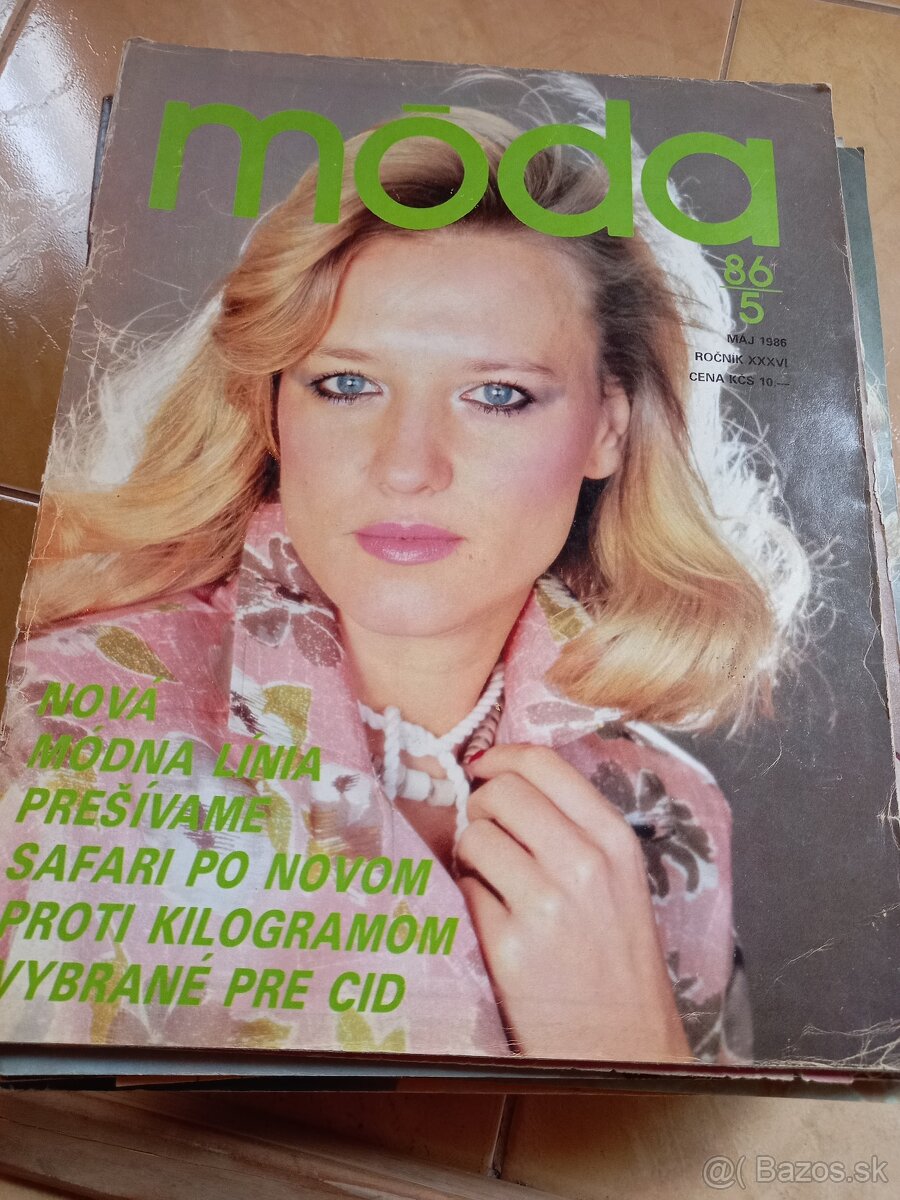 móda
86
5
MÁJ 1986
ROČNÍK XXXVI
CENA KČS 10,—
NOVÁ
MÓDNA LÍNIA
PREŠÍVAME
SAFARI PO NOVOM
PROTI KILOGRAMOM
VYBRANÉ PRE CID
@( Bazos.sk